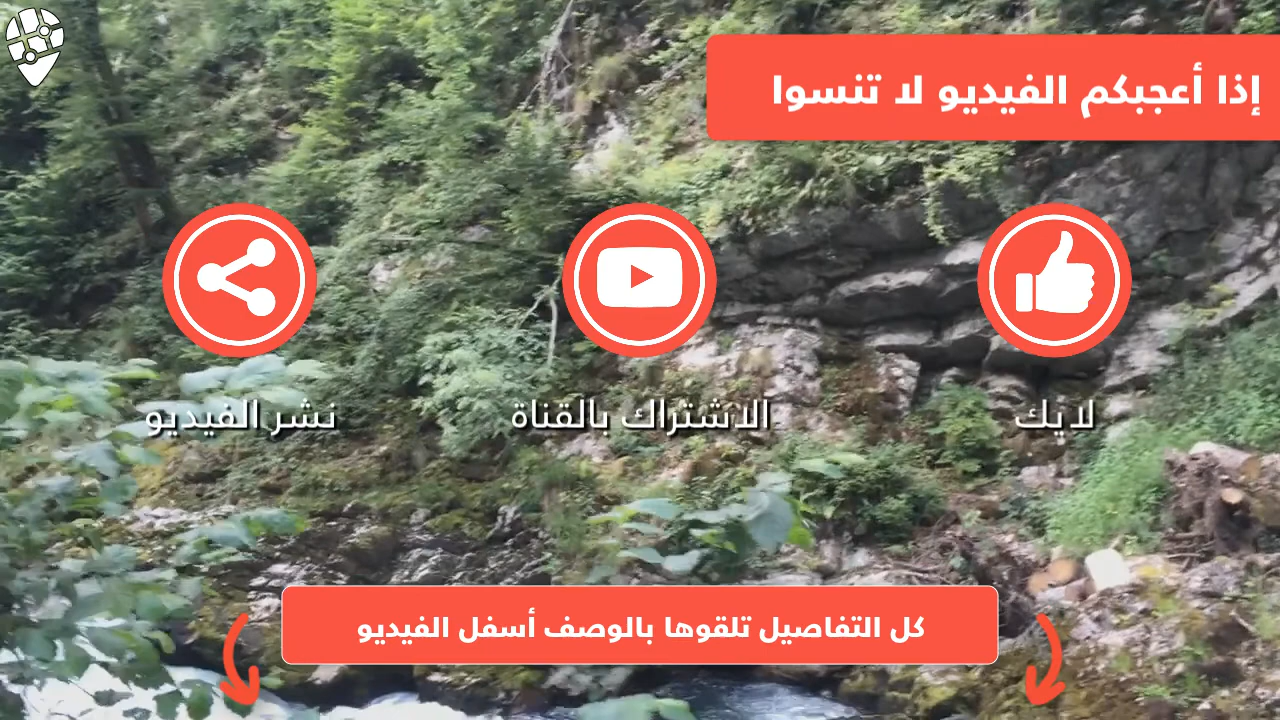 إذا أعجبكم الفيديو لا تنسوا
لايك
الاشتراك بالقناة
نشر الفيديو
كل التفاصيل تلقوها بالوصف أسفل الفيديو